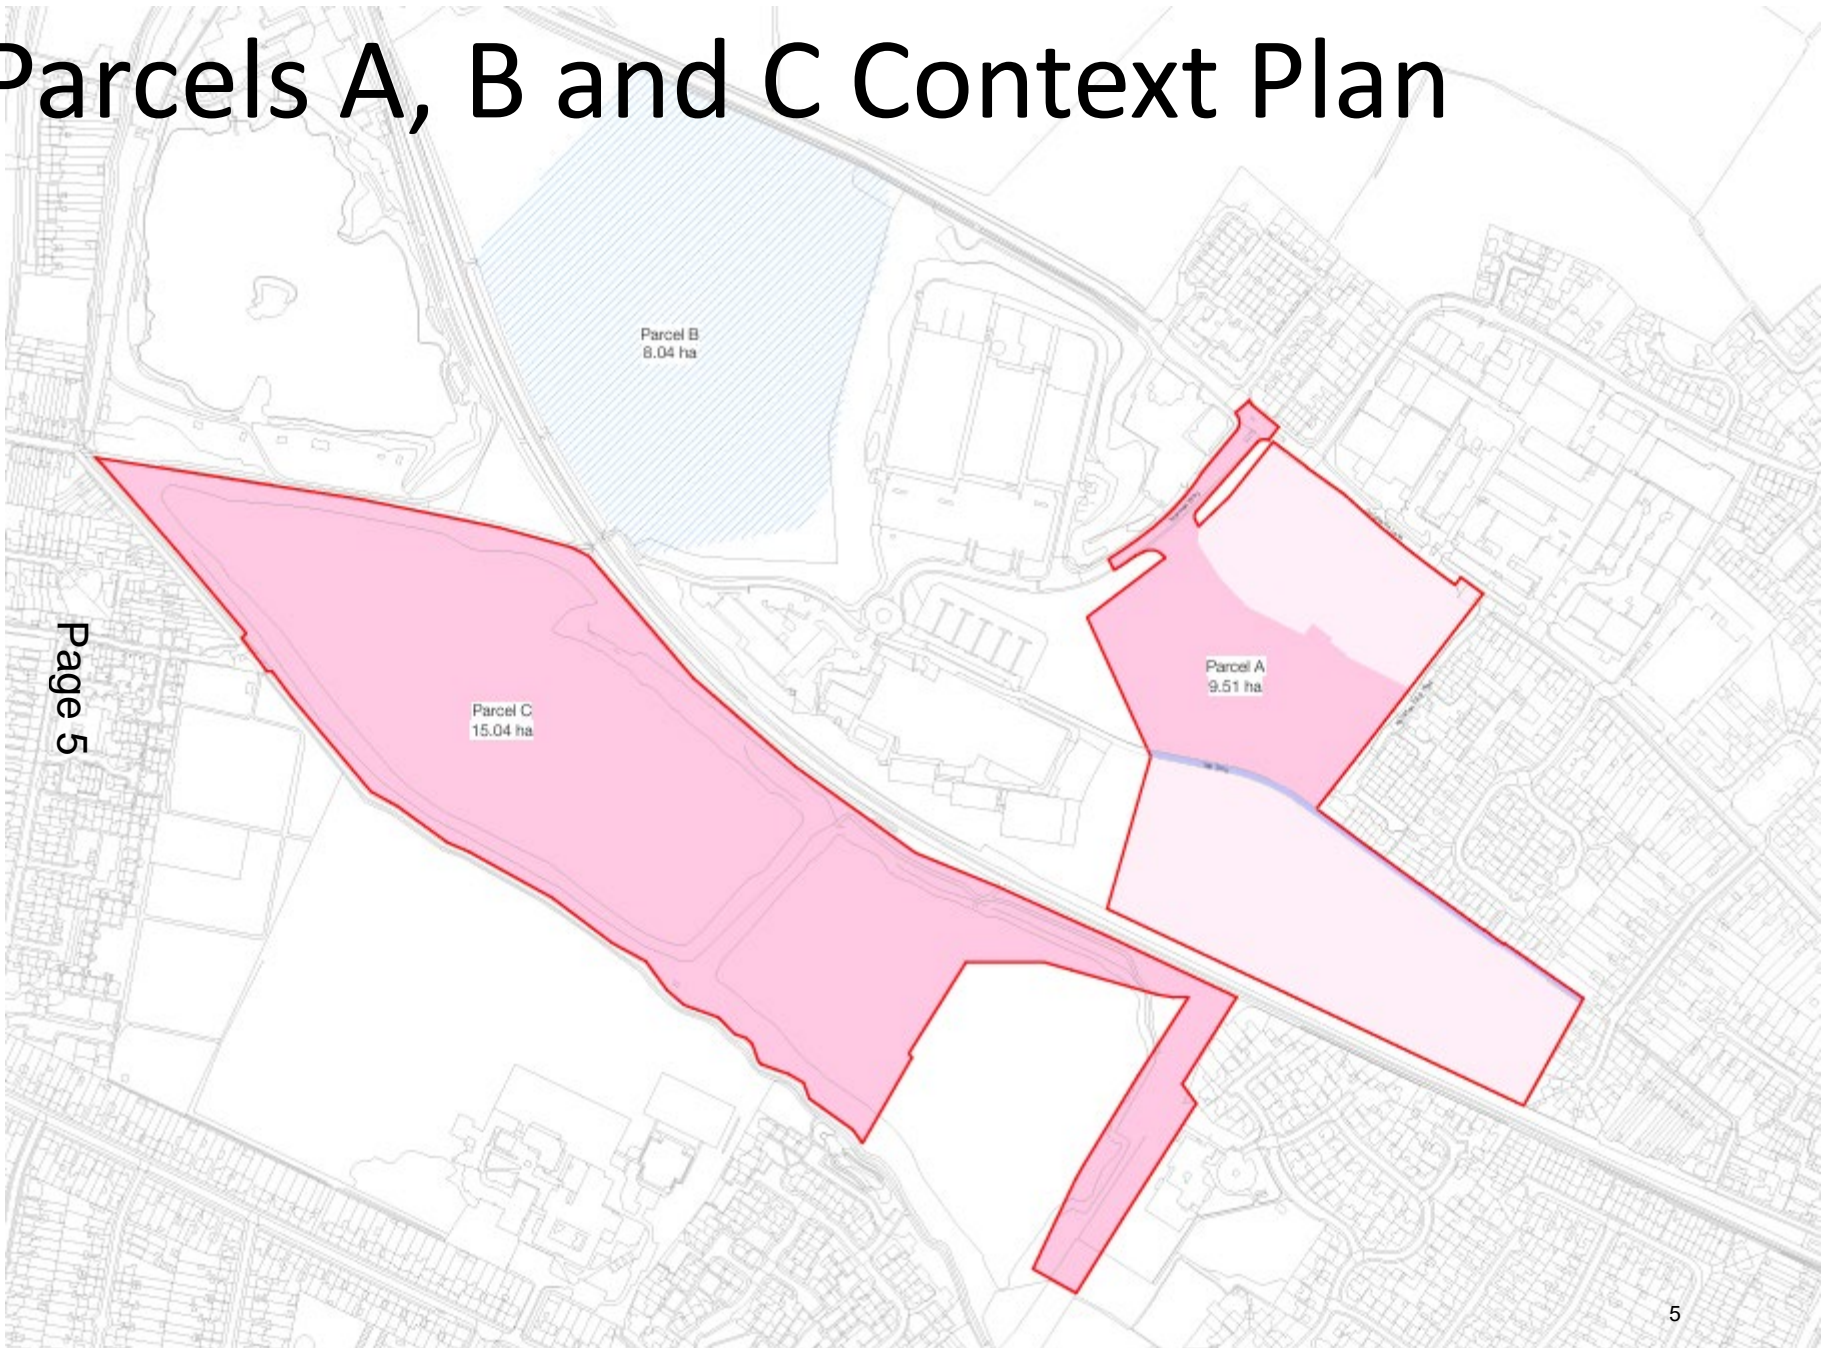 Parcels A, B and C Context Plan
Parcel B
8.04 ha
Parcel A
9.51 ha
Parcel C
15.04 ha
Page 5
5